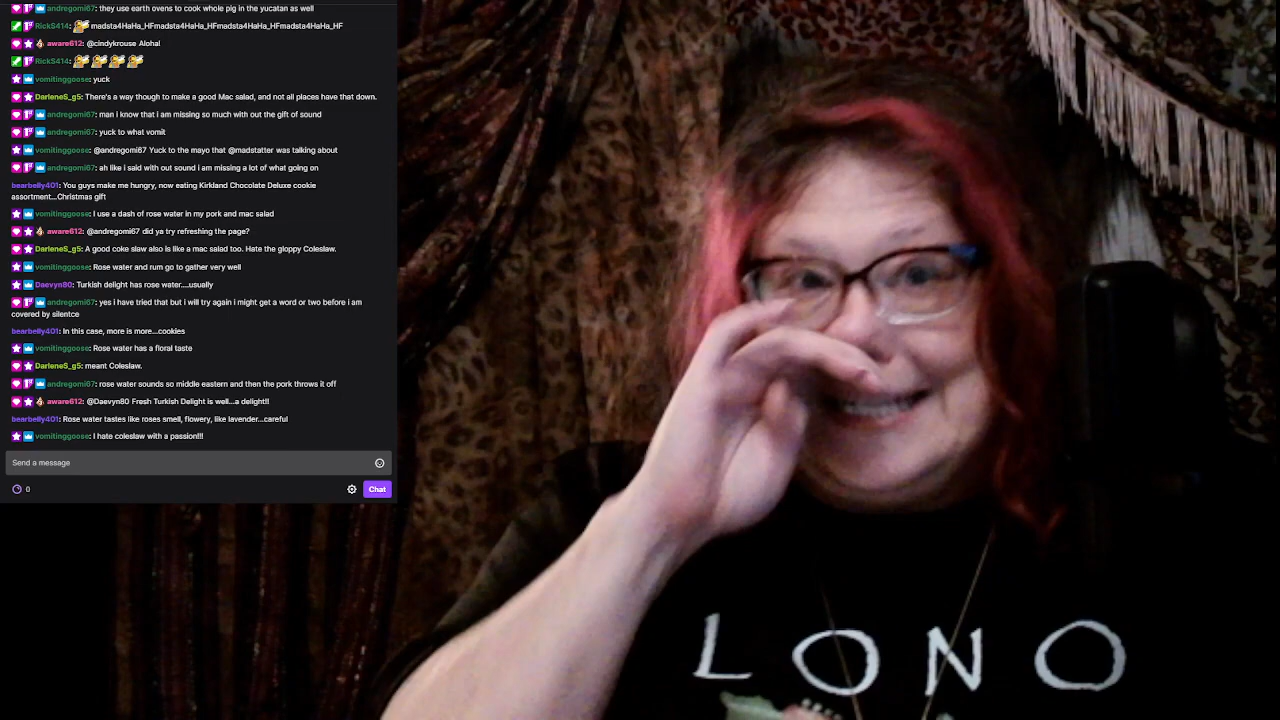 andregomi67: they use earth ovens to cook whole pig in the yucatan as well
RickS414: madsta4HaHa_HFmadsta4HaHa_HFmadsta4HaHa_HFmadsta4HaHa_HF
aware612: @cindykrouse Aloha!
RickS414:
vomitinggoose: yuck
DarleneS_g5: There's a way though to make a good Mac salad, and not all places have that down.
andregomi67: man i know that i am missing so much with out the gift of sound
andregomi67: yuck to what vomit
vomitinggoose: @andregomi67 Yuck to the mayo that @madstatter was talking about
andregomi67: ah like i said with out sound i am missing a lot of what going on
bearbelly401: You guys make me hungry, now eating Kirkland Chocolate Deluxe cookie
assortment...Christmas gift
vomitinggoose: I use a dash of rose water in my pork and mac salad
aware612: @andregomi67 did ya try refreshing the page?
DarleneS_g5: A good coke slaw also is like a mac salad too. Hate the gloppy Coleslaw.
vomitinggoose: Rose water and rum go to gather very well
Daevyn80: Turkish delight has rose water....usually
andregomi67: yes i have tried that but i will try again i might get a word or two before i am
covered by silentce
bearbelly401: In this case, more is more...cookies
vomitinggoose: Rose water has a floral taste
DarleneS_g5: meant Coleslaw.
andregomi67: rose water sounds so middle eastern and then the pork throws it off
aware612: @Daevyn80 Fresh Turkish Delight is well...a delight!!
bearbelly401: Rose water tastes like roses smell, flowery, like lavender...careful
vomitinggoose: I hate coleslaw with a passion!!!
Send a message
0
Chat
LONO